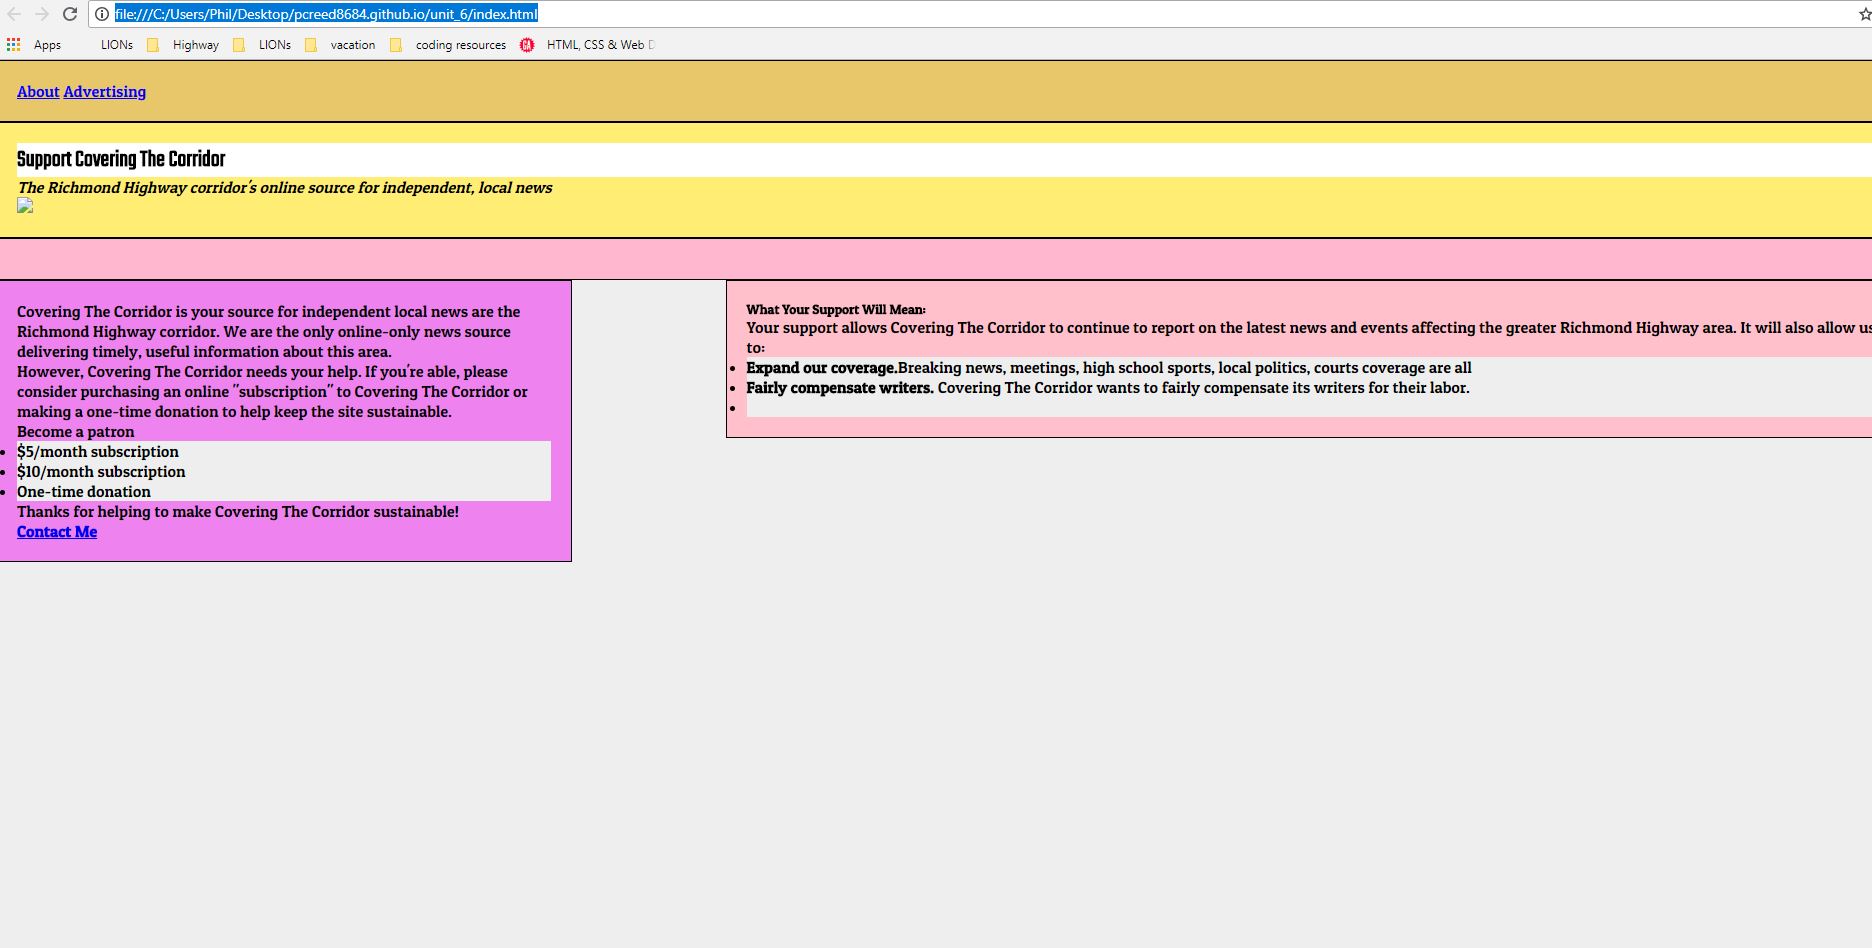 file:///C:/Users/Phil/Desktop/pcreed8684.github.io/unit_6/index.html
Apps LIONs Highway LIONs vacation coding resources HTML, CSS & Web D
About Advertising
Support Covering The Corridor
The Richmond Highway corridor's online source for independent, local news
Covering The Corridor is your source for independent local news are the
Richmond Highway corridor. We are the only online-only news source
delivering timely, useful information about this area.
However, Covering The Corridor needs your help. If you're able, please
consider purchasing an online "subscription" to Covering The Corridor or
making a one-time donation to help keep the site sustainable.
Become a patron
$5/month subscription
$10/month subscription
One-time donation
Thanks for helping to make Covering The Corridor sustainable!
Contact Me
What Your Support Will Mean:
Your support allows Covering The Corridor to continue to report on the latest news and events affecting the greater Richmond Highway area. It will also allow us
to:
Expand our coverage.Breaking news, meetings, high school sports, local politics, courts coverage are all
Fairly compensate writers. Covering The Corridor wants to fairly compensate its writers for their labor.